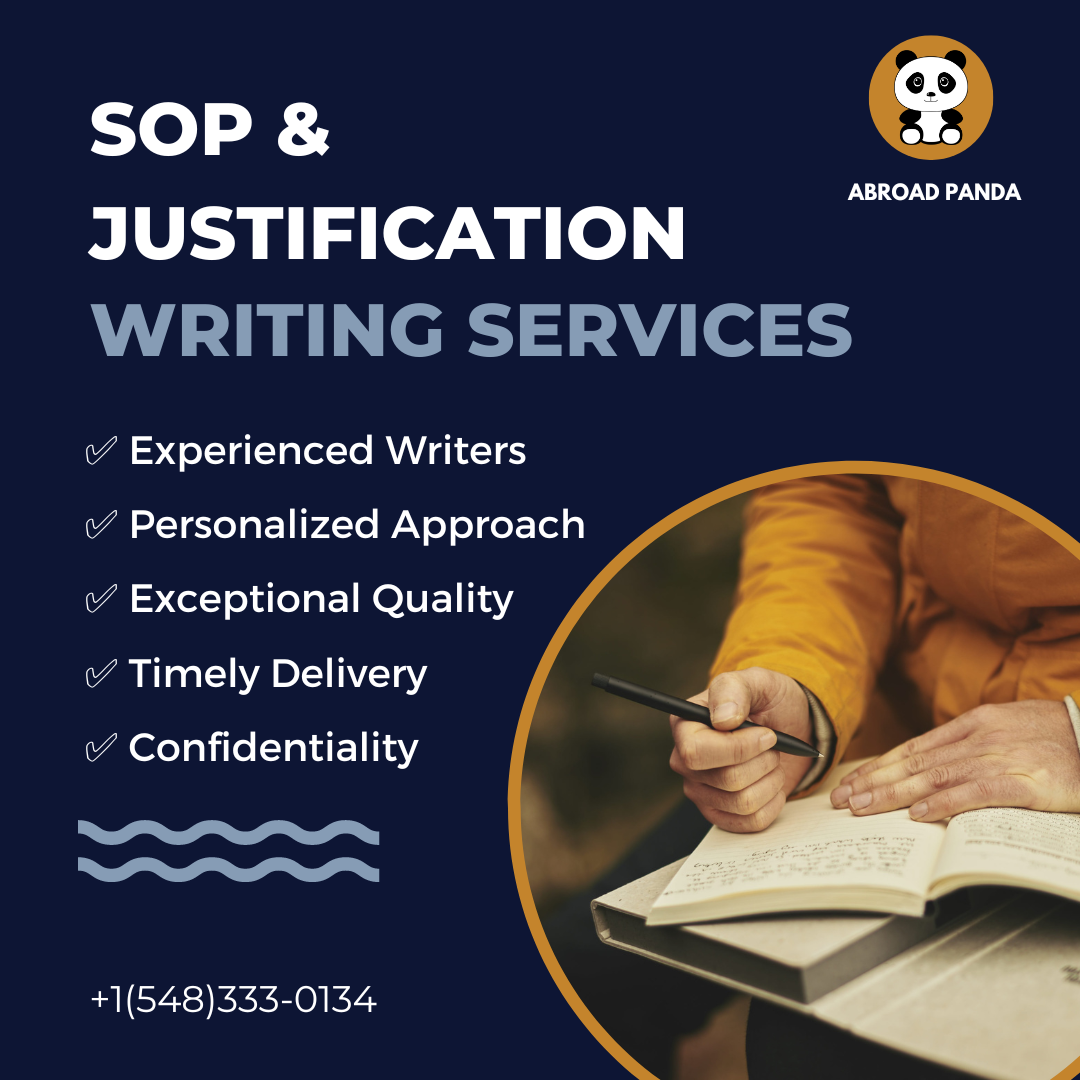 SOP &
JUSTIFICATION
WRITING SERVICES
ABROAD PANDA
✅ Experienced Writers
✅ Personalized Approach
✅ Exceptional Quality
✅ Timely Delivery
✅ Confidentiality
+1(548)333-0134